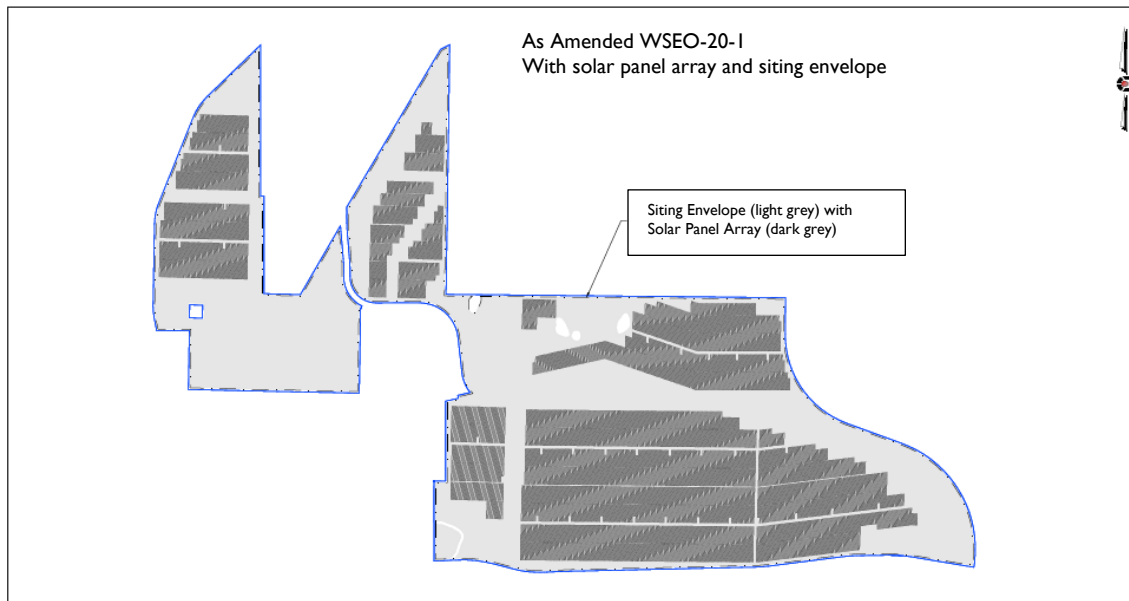 As Amended WSEO-20-1
With solar panel array and siting envelope
Siting Envelope (light grey) with
Solar Panel Array (dark grey)